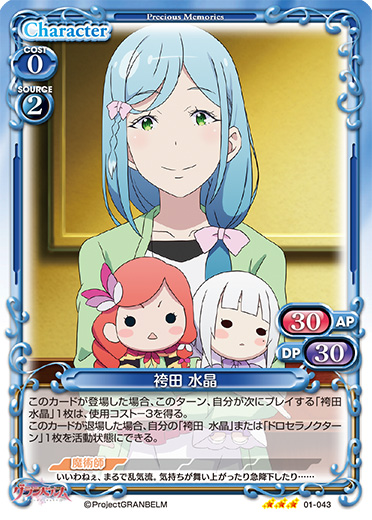 Precious Memories
Character
COST
0
SOURCE
2
30 AP
DP 30
袴田 水晶
このカードが登場した場合、このターン、自分が次にプレイする「袴田
水晶」1枚は、使用コスト−3を得る。
このカードが退場した場合、自分の「袴田 水晶」または「ドロセラノクター
ン」1枚を活動状態にできる。
魔術師
いいわねぇ、まるで乱気流。気持ちが舞い上がったり急降下したり……
グランベルム
©ProjectGRANBELM
01-043